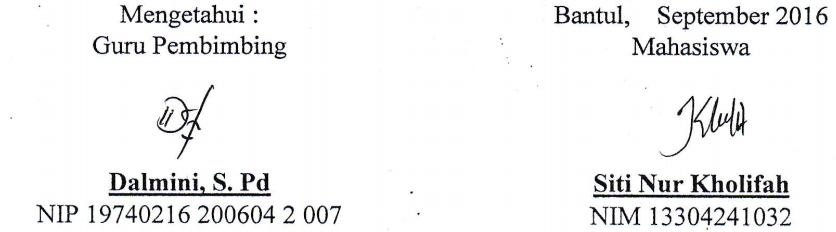 Mengetahui :
Guru Pembimbing
Dalmini, S. Pd
NIP 19740216 200604 2 007
Bantul, September 2016
Mahasiswa
Siti Nur Kholifah
NIM 13304241032